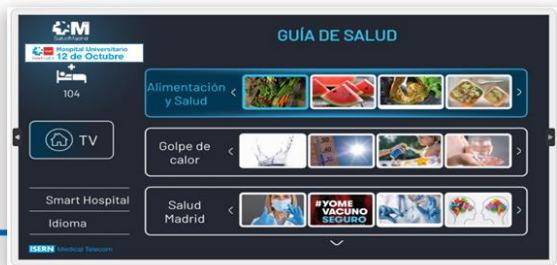 SaludMadrid
Hospital Universitario
12 de Octubre
104
TV
Smart Hospital
Idioma
ISERN Medical Telecom
GUÍA DE SALUD
Alimentación
y Salud
Golpe de
calor
Salud
Madrid
#YOME
VACUNO
SEGURO